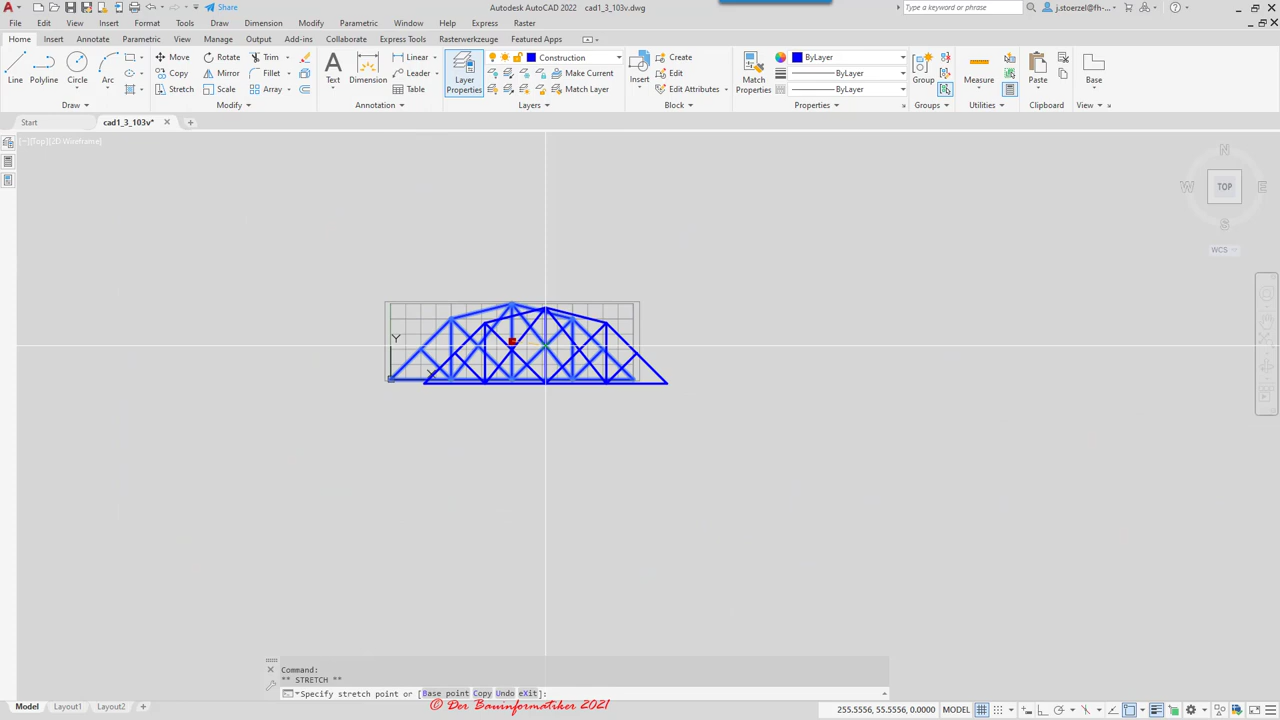 Autodesk AutoCAD 2022 cad1_3_103v.dwg
Share
Type a keyword or phrase
j.stoerzel@fh-...
File Edit View Insert Format Tools Draw Dimension Modify Parametric Window Help Express Raster
Home Insert Annotate Parametric View Manage Output Add-ins Collaborate Express Tools Rasterwerkzeuge Featured Apps
Line Polyline Circle Arc
Draw
Move Rotate Trim
Copy Mirror Fillet
Stretch Scale Array
Modify
Text Dimension
Linear
Leader
Table
Annotation
Layer Properties
Construction
Make Current
Match Layer
Layers
Insert
Create
Edit
Edit Attributes
Block
Match Properties
ByLayer
ByLayer
ByLayer
Properties
Group
Groups
Measure
Utilities
Paste
Clipboard
Base
View
Start cad1_3_103v*
[−][Top][2D Wireframe]
N
W TOP E
S
WCS
Y
Command:
** STRETCH **
Specify stretch point or [Base point Copy Undo eXit]:
© Der Bauinformatiker 2021
Model Layout1 Layout2
255.5556, 55.5556, 0.0000 MODEL